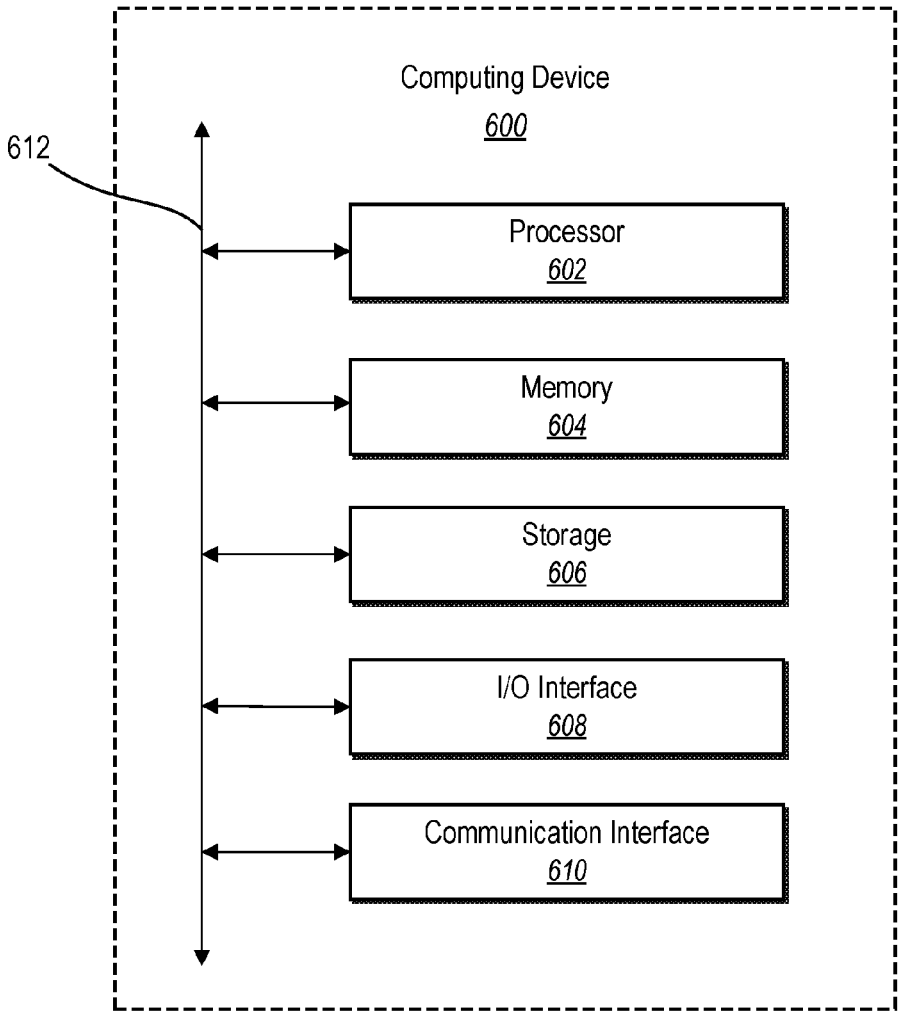 Computing Device
600
612
Processor
602
Memory
604
Storage
606
I/O Interface
608
Communication Interface
610